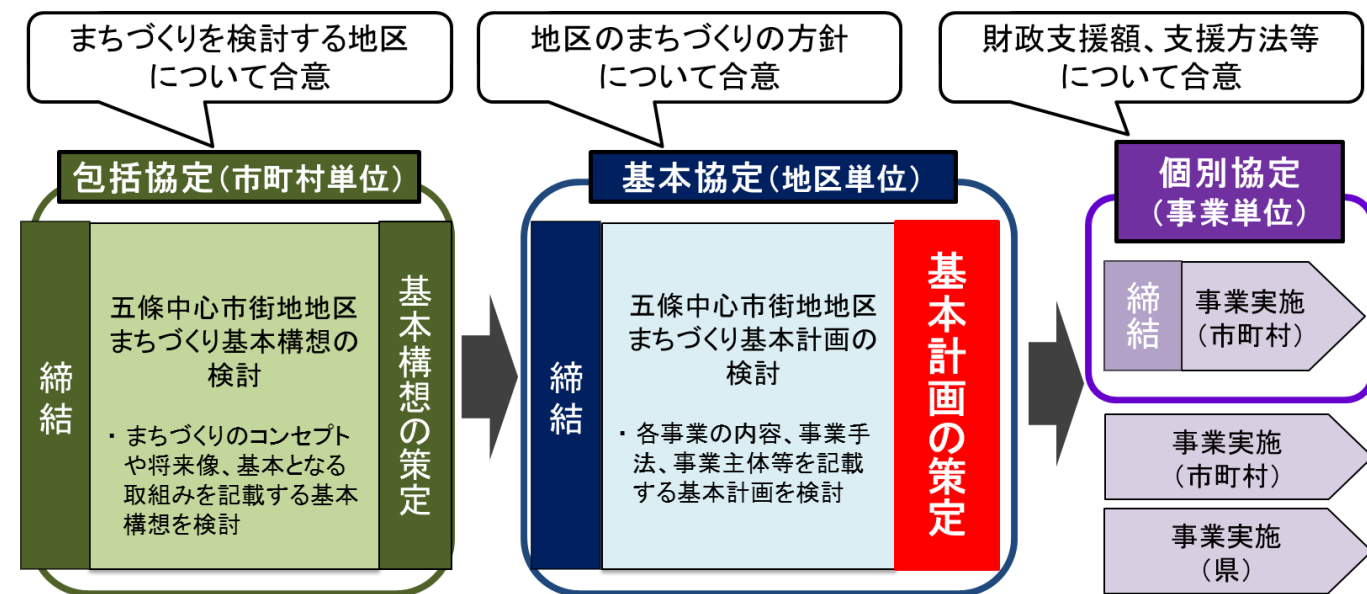 まちづくりを検討する地区
について合意
地区のまちづくりの方針
について合意
財政支援額、支援方法等
について合意
包括協定(市町村単位)
締結
五條中心市街地地区
まちづくり基本構想の
検討
・ まちづくりのコンセプト
や将来像、基本となる
取組みを記載する基本
構想を検討
基本構想の策定
基本協定(地区単位)
締結
五條中心市街地地区
まちづくり基本計画の
検討
・ 各事業の内容、事業手
法、事業主体等を記載
する基本計画を検討
基本計画の策定
個別協定
(事業単位)
締結
事業実施
(市町村)
事業実施
(市町村)
事業実施
(県)